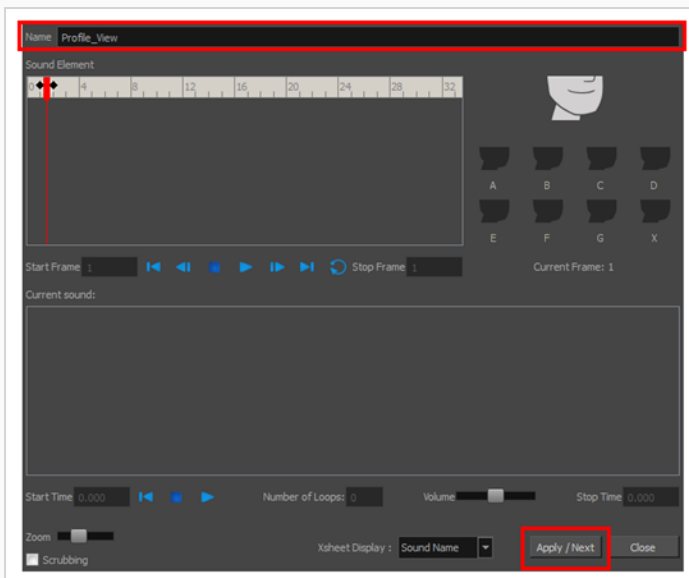 Name Profile_View
Sound Element
0 4 8 12 16 20 24 28 32
A B C D
E F G X
Start Frame 1 Stop Frame 1 Current Frame: 1
Current sound:
Start Time 0.000 Number of Loops: 0 Volume Stop Time 0.000
Zoom
Xsheet Display : Sound Name Apply / Next Close
Scrubbing